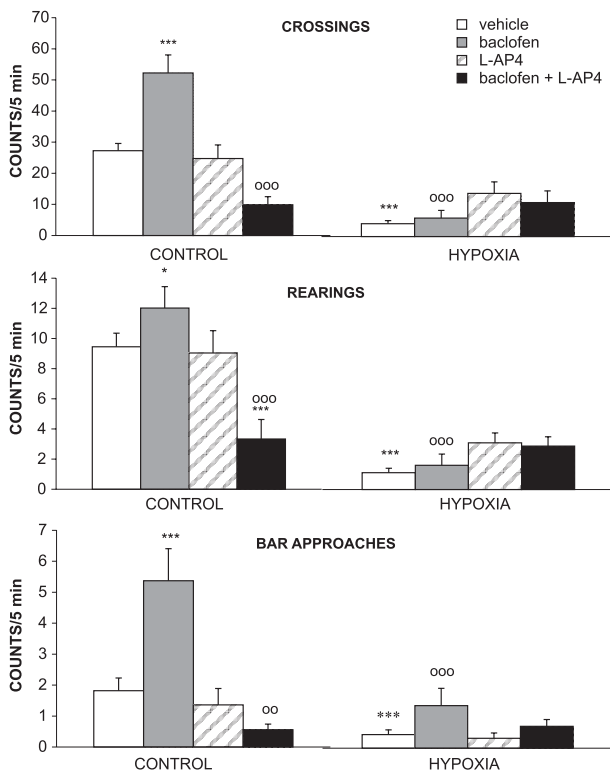 CROSSINGS
vehicle
baclofen
L-AP4
baclofen + L-AP4
COUNTS/5 min
70
60
50
40
30
20
10
0
***
ooo
***
ooo
CONTROL
HYPOXIA
REARINGS
COUNTS/5 min
14
12
10
8
6
4
2
0
*
ooo
***
***
ooo
CONTROL
HYPOXIA
BAR APPROACHES
COUNTS/5 min
7
6
5
4
3
2
1
0
***
oo
***
ooo
CONTROL
HYPOXIA